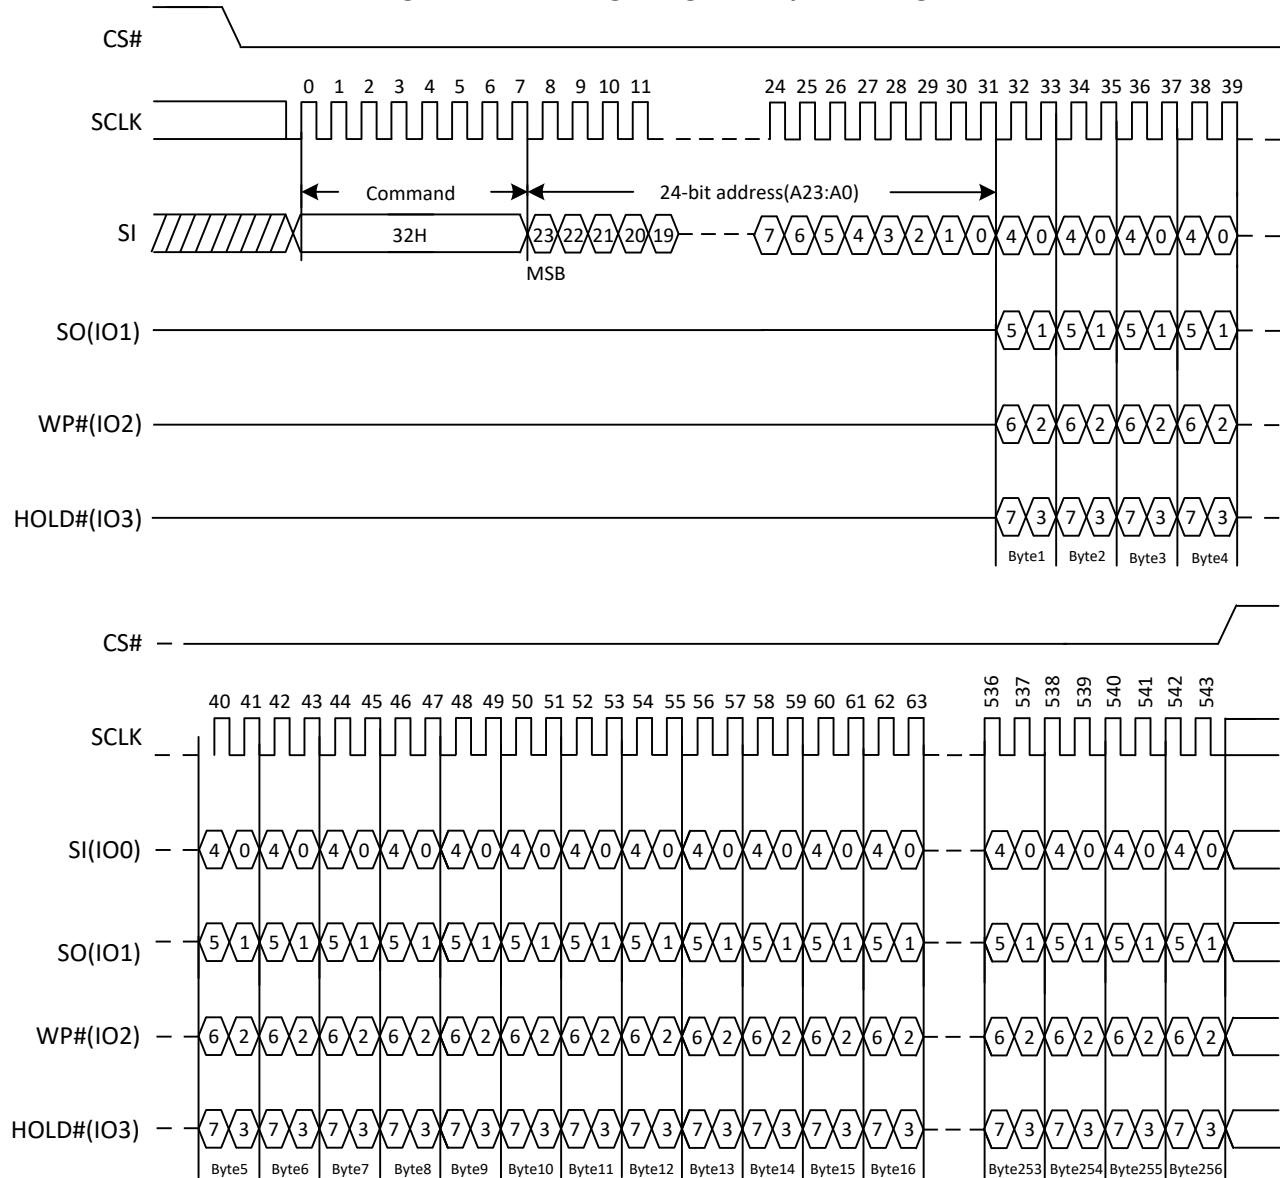 CS#
0 1 2 3 4 5 6 7 8 9 10 11 24 25 26 27 28 29 30 31 32 33 34 35 36 37 38 39
SCLK
Command 24-bit address(A23:A0)
SI 32H 23 22 21 20 19 7 6 5 4 3 2 1 0 4 0 4 0 4 0 4 0
MSB
SO(IO1) 5 1 5 1 5 1 5 1
WP#(IO2) 6 2 6 2 6 2 6 2
HOLD#(IO3) 7 3 7 3 7 3 7 3
Byte1 Byte2 Byte3 Byte4
CS#
40 41 42 43 44 45 46 47 48 49 50 51 52 53 54 55 56 57 58 59 60 61 62 63 536 537 538 539 540 541 542 543
SCLK
SI(IO0) 4 0 4 0 4 0 4 0 4 0 4 0 4 0 4 0 4 0 4 0 4 0 4 0 4 0 4 0 4 0 4 0
SO(IO1) 5 1 5 1 5 1 5 1 5 1 5 1 5 1 5 1 5 1 5 1 5 1 5 1 5 1 5 1 5 1 5 1
WP#(IO2) 6 2 6 2 6 2 6 2 6 2 6 2 6 2 6 2 6 2 6 2 6 2 6 2 6 2 6 2 6 2 6 2
HOLD#(IO3) 7 3 7 3 7 3 7 3 7 3 7 3 7 3 7 3 7 3 7 3 7 3 7 3 7 3 7 3 7 3 7 3
Byte5 Byte6 Byte7 Byte8 Byte9 Byte10 Byte11 Byte12 Byte13 Byte14 Byte15 Byte16 Byte253 Byte254 Byte255 Byte256